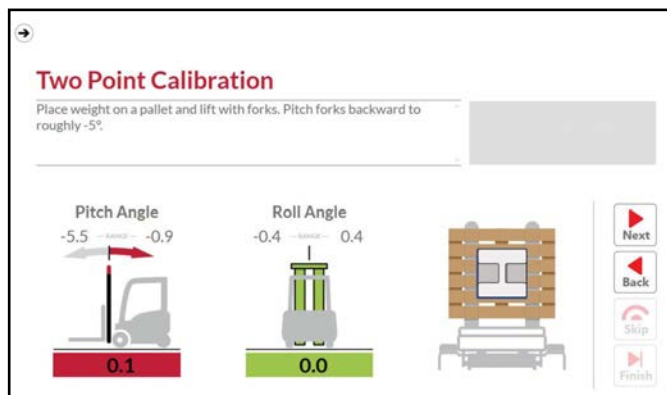 Two Point Calibration
Place weight on a pallet and lift with forks. Pitch forks backward to
roughly -5°.
Pitch Angle
-5.5 RANGE -0.9
0.1
Roll Angle
-0.4 RANGE 0.4
0.0
Next
Back
Skip
Finish